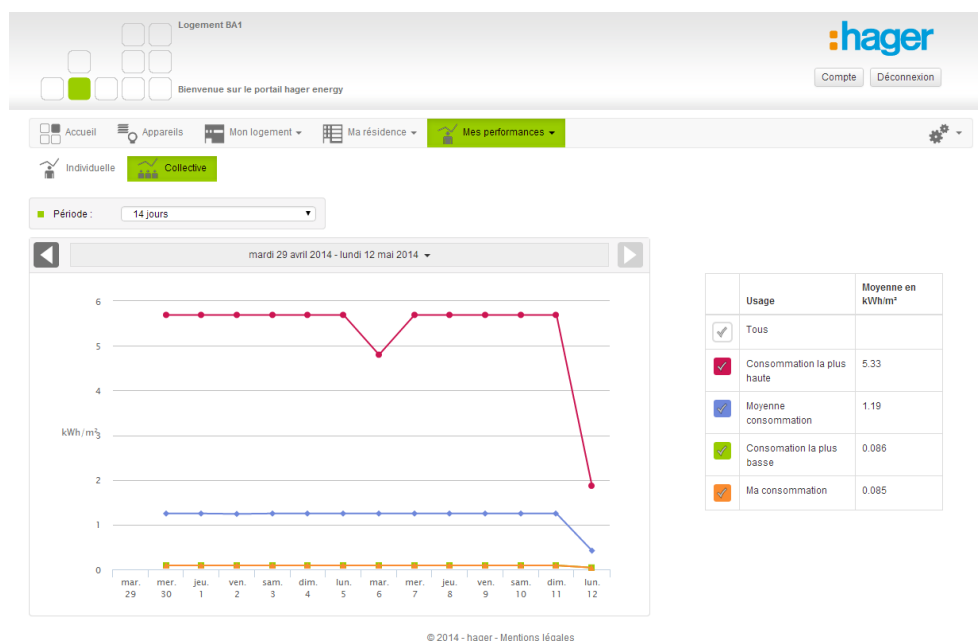 Logement BA1
:hager
Compte Déconnexion
Bienvenue sur le portail hager energy
Accueil Appareils Mon logement Ma résidence Mes performances
Individuelle Collective
Période : 14 jours
mardi 29 avril 2014 - lundi 12 mai 2014
6
5
4
kWh/m²
3
2
1
0
mar. mer. jeu. ven. sam. dim. lun. mar. mer. jeu. ven. sam. dim. lun.
29 30 1 2 3 4 5 6 7 8 9 10 11 12
Usage Moyenne en
kWh/m²
Tous
Consommation la plus 5.33
haute
Moyenne 1.19
consommation
Consomation la plus 0.086
basse
Ma consommation 0.085
© 2014 - hager - Mentions légales